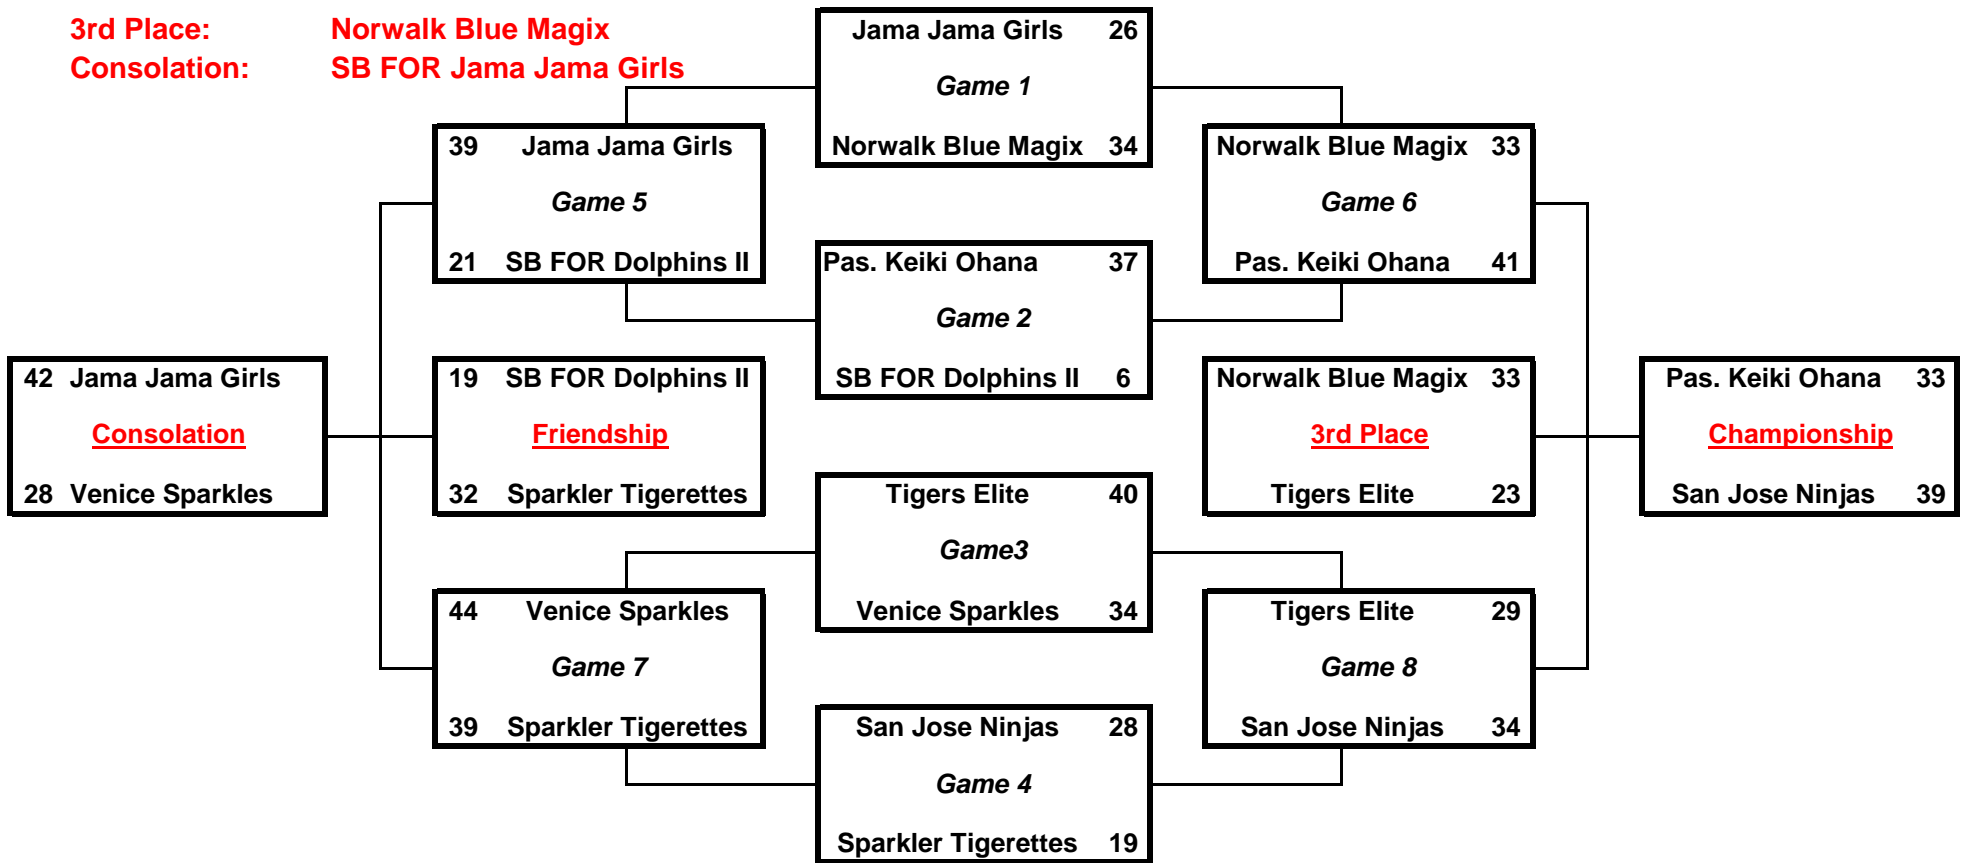 3rd Place: Norwalk Blue Magix
Consolation: SB FOR Jama Jama Girls
Jama Jama Girls 26
Game 1
Norwalk Blue Magix 34
39 Jama Jama Girls
Game 5
21 SB FOR Dolphins II
Norwalk Blue Magix 33
Game 6
Pas. Keiki Ohana 41
Pas. Keiki Ohana 37
Game 2
SB FOR Dolphins II 6
42 Jama Jama Girls
Consolation
28 Venice Sparkles
19 SB FOR Dolphins II
Friendship
32 Sparkler Tigerettes
Norwalk Blue Magix 33
3rd Place
Tigers Elite 23
Pas. Keiki Ohana 33
Championship
San Jose Ninjas 39
Tigers Elite 40
Game3
Venice Sparkles 34
44 Venice Sparkles
Game 7
39 Sparkler Tigerettes
Tigers Elite 29
Game 8
San Jose Ninjas 34
San Jose Ninjas 28
Game 4
Sparkler Tigerettes 19